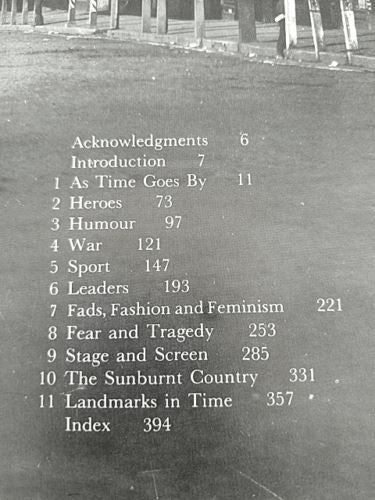 Acknowledgments 6
Introduction 7
1 As Time Goes By 11
2 Heroes 73
3 Humour 97
4 War 121
5 Sport 147
6 Leaders 193
7 Fads, Fashion and Feminism 221
8 Fear and Tragedy 253
9 Stage and Screen 285
10 The Sunburnt Country 331
11 Landmarks in Time 357
Index 394